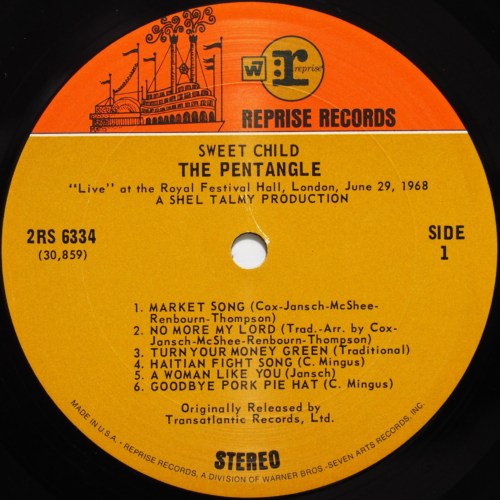 W7 r reprise
REPRISE RECORDS
SWEET CHILD
THE PENTANGLE
"Live" at the Royal Festival Hall, London, June 29, 1968
A SHEL TALMY PRODUCTION
2RS 6334
(30,859)
SIDE
1
1. MARKET SONG (Cox-Jansch-McShee-
Renbourn-Thompson)
2. NO MORE MY LORD (Trad.-Arr. by Cox-
Jansch-McShee-Renbourn-Thompson)
3. TURN YOUR MONEY GREEN (Traditional)
4. HAITIAN FIGHT SONG (C. Mingus)
5. A WOMAN LIKE YOU (Jansch)
6. GOODBYE PORK PIE HAT (C. Mingus)
Originally Released by
Transatlantic Records, Ltd.
STEREO
MADE IN U.S.A. • REPRISE RECORDS, A DIVISION OF WARNER BROS.-SEVEN ARTS RECORDS, INC.